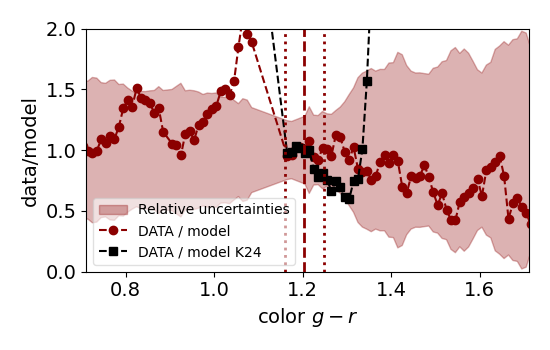 2.0
1.5
1.0
0.5
0.0
data/model
Relative uncertainties
DATA / model
DATA / model K24
0.8 1.0 1.2 1.4 1.6
color g − r